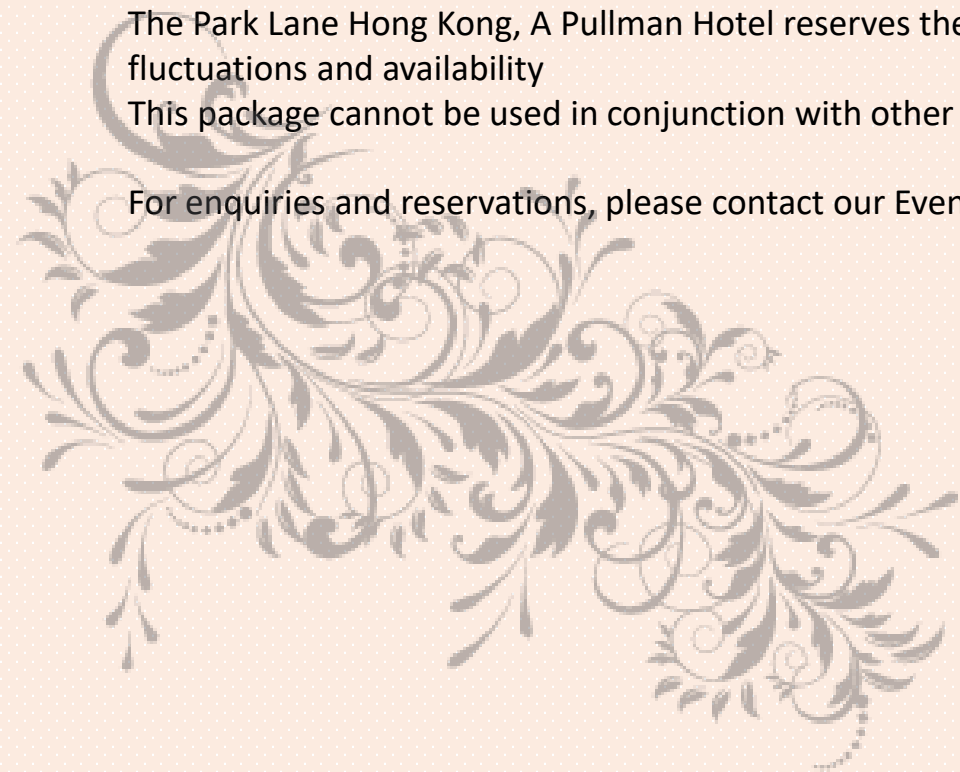 The Park Lane Hong Kong, A Pullman Hotel reserves the
fluctuations and availability
This package cannot be used in conjunction with other
For enquiries and reservations, please contact our Even